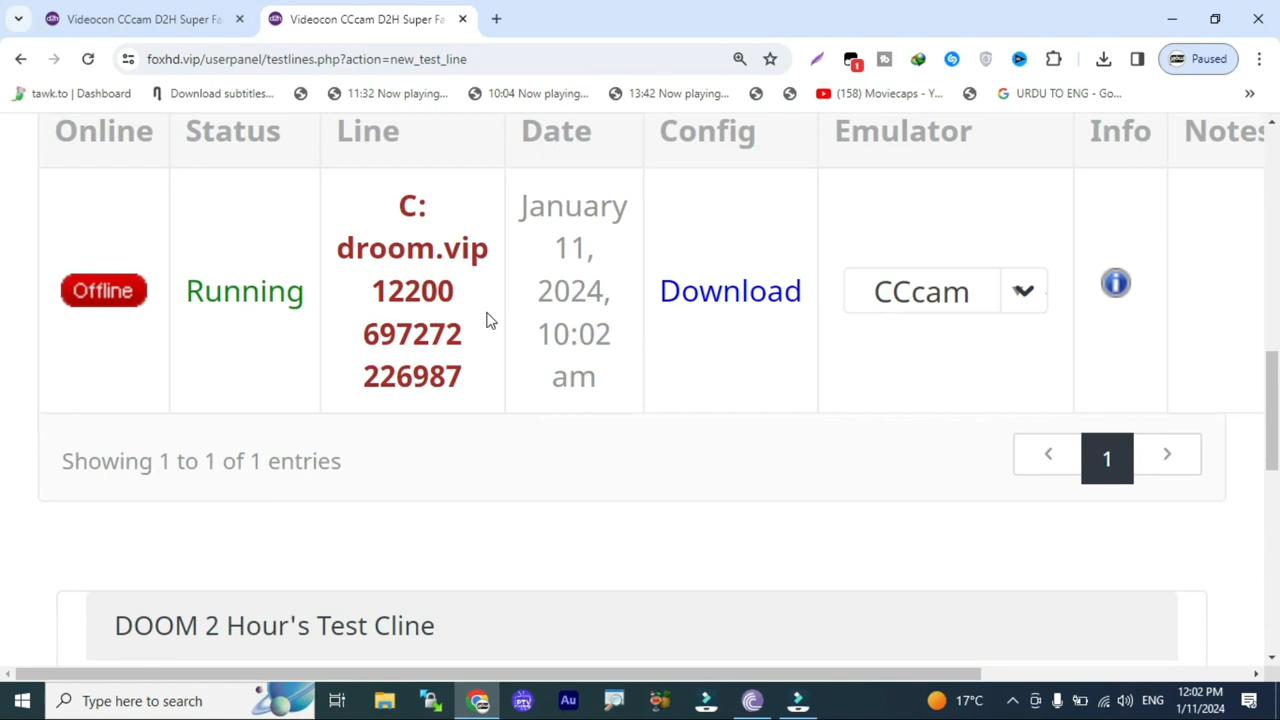 Videocon CCcam D2H Super Fa
Videocon CCcam D2H Super Fa
foxhd.vip/userpanel/testlines.php?action=new_test_line
1
Paused
tawk.to | Dashboard
Download subtitles...
11:32 Now playing...
10:04 Now playing...
13:42 Now playing...
(158) Moviecaps - Y...
URDU TO ENG - Go...
Online Status Line Date Config Emulator Info Notes
Offline
Running
C:
droom.vip
12200
697272
226987
January
11,
2024,
10:02
am
Download
CCcam
Showing 1 to 1 of 1 entries
1
DOOM 2 Hour's Test Cline
Type here to search
17°C
ENG
12:02 PM
1/11/2024